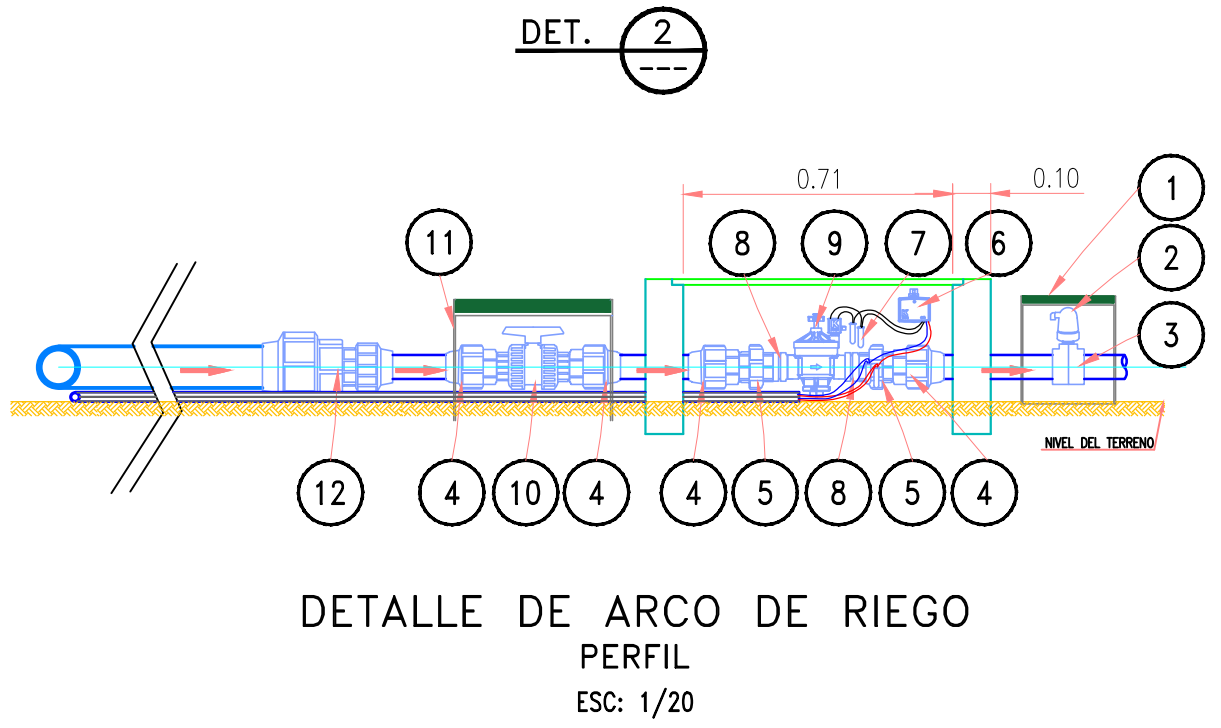 DET. 2
---
0.71 0.10
1
11 8 9 7 6 2
3
NIVEL DEL TERRENO
12 4 10 4 4 5 8 5 4
DETALLE DE ARCO DE RIEGO
PERFIL
ESC: 1/20